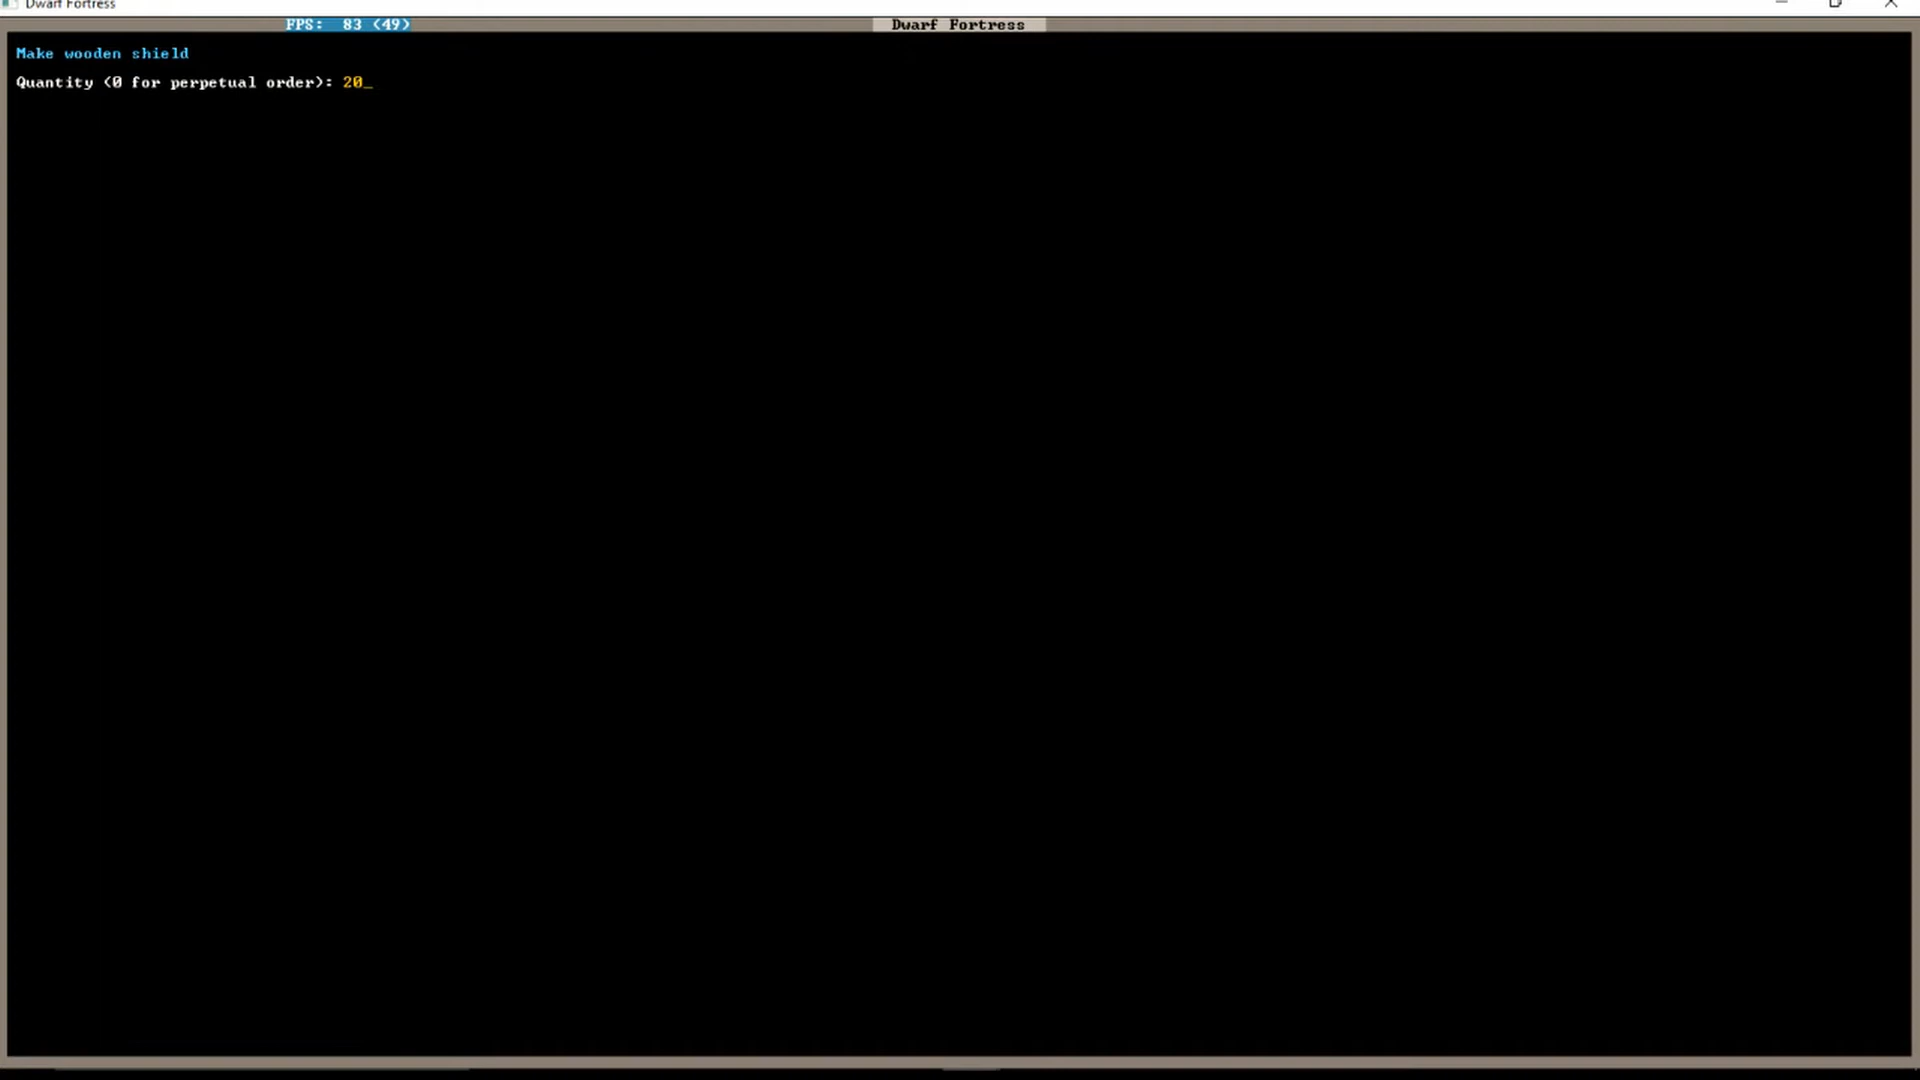 Dwarf Fortress
FPS: 83 (49)
Dwarf Fortress
Make wooden shield
Quantity (0 for perpetual order): 20_